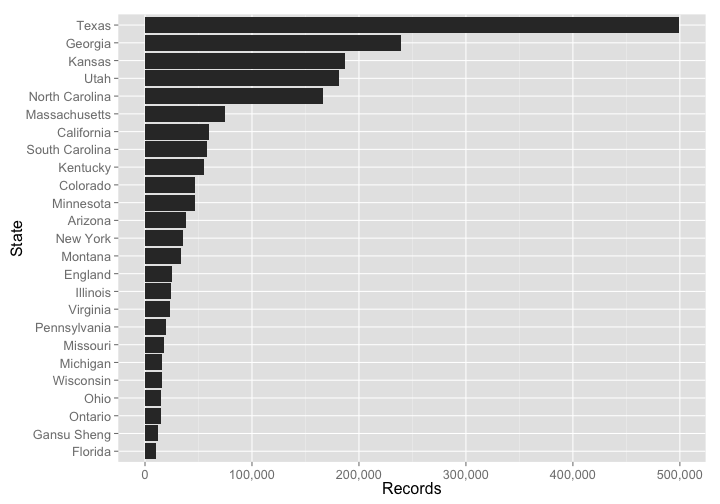 Texas
Georgia
Kansas
Utah
North Carolina
Massachusetts
California
South Carolina
Kentucky
Colorado
Minnesota
Arizona
New York
Montana
England
Illinois
Virginia
Pennsylvania
Missouri
Michigan
Wisconsin
Ohio
Ontario
Gansu Sheng
Florida
State
0 100,000 200,000 300,000 400,000 500,000
Records